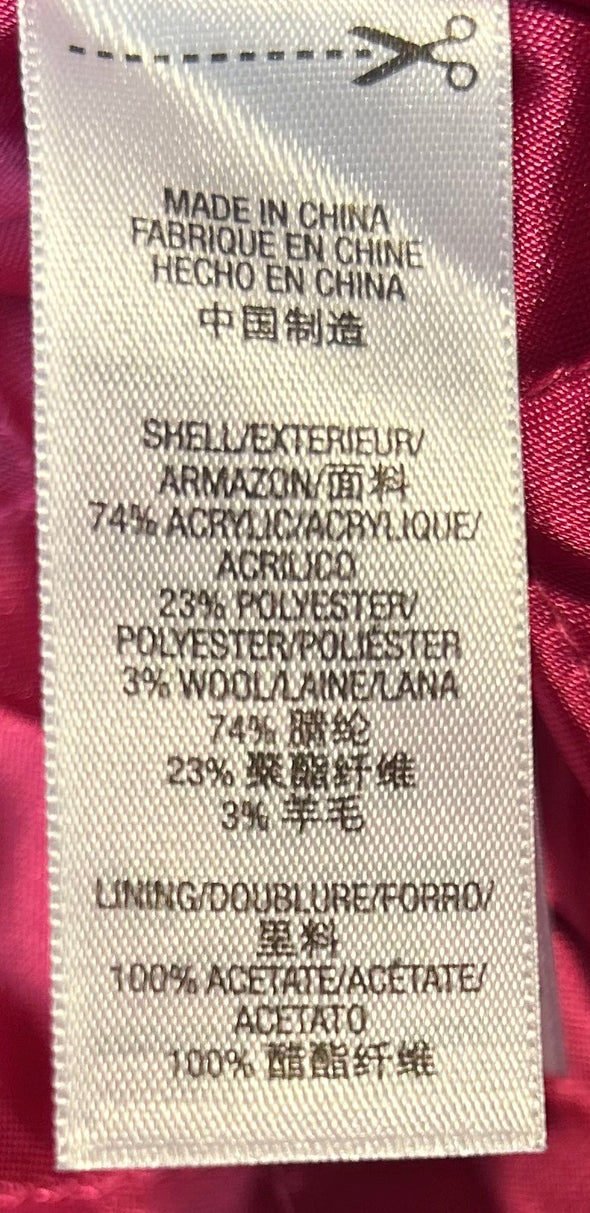 MADE IN CHINA
FABRIQUE EN CHINE
HECHO EN CHINA
中国制造
SHELL/EXTERIEUR/
ARMAZON/面料
74% ACRYLIC/ACRYLIQUE/
ACRILICO
23% POLYESTER/
POLYESTER/POLIÉSTER
3% WOOL/LAINE/LANA
74% 腈纶
23% 聚酯纤维
3% 羊毛
LINING/DOUBLURE/FORRO/
里料
100% ACETATE/ACÉTATE/
ACETATO
100% 醋酯纤维